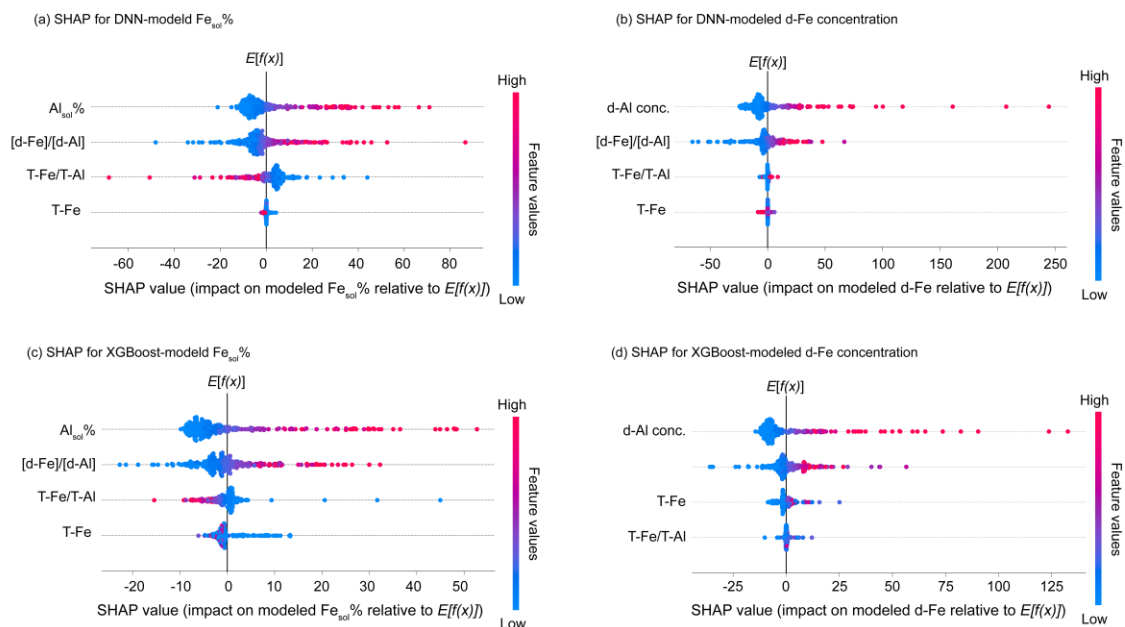 (a) SHAP for DNN-modeld Fesol%
E[f(x)]
Alsol%
[d-Fe]/[d-Al]
T-Fe/T-Al
T-Fe
-60 -40 -20 0 20 40 60 80
SHAP value (impact on modeled Fesol% relative to E[f(x)])
High
Feature values
Low
(b) SHAP for DNN-modeled d-Fe concentration
E[f(x)]
d-Al conc.
[d-Fe]/[d-Al]
T-Fe/T-Al
T-Fe
-50 0 50 100 150 200 250
SHAP value (impact on modeled d-Fe relative to E[f(x)])
High
Feature values
Low
(c) SHAP for XGBoost-modeld Fesol%
E[f(x)]
Alsol%
[d-Fe]/[d-Al]
T-Fe/T-Al
T-Fe
-20 -10 0 10 20 30 40 50
SHAP value (impact on modeled Fesol% relative to E[f(x)])
High
Feature values
Low
(d) SHAP for XGBoost-modeled d-Fe concentration
E[f(x)]
d-Al conc.
T-Fe
T-Fe/T-Al
-25 0 25 50 75 100 125
SHAP value (impact on modeled d-Fe relative to E[f(x)])
High
Feature values
Low